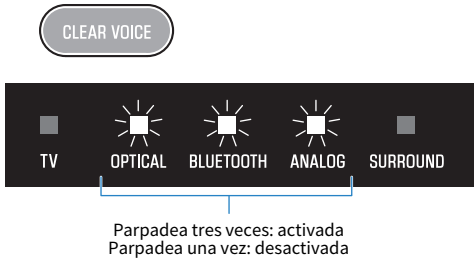 CLEAR VOICE
TV OPTICAL BLUETOOTH ANALOG SURROUND
Parpadea tres veces: activada
Parpadea una vez: desactivada